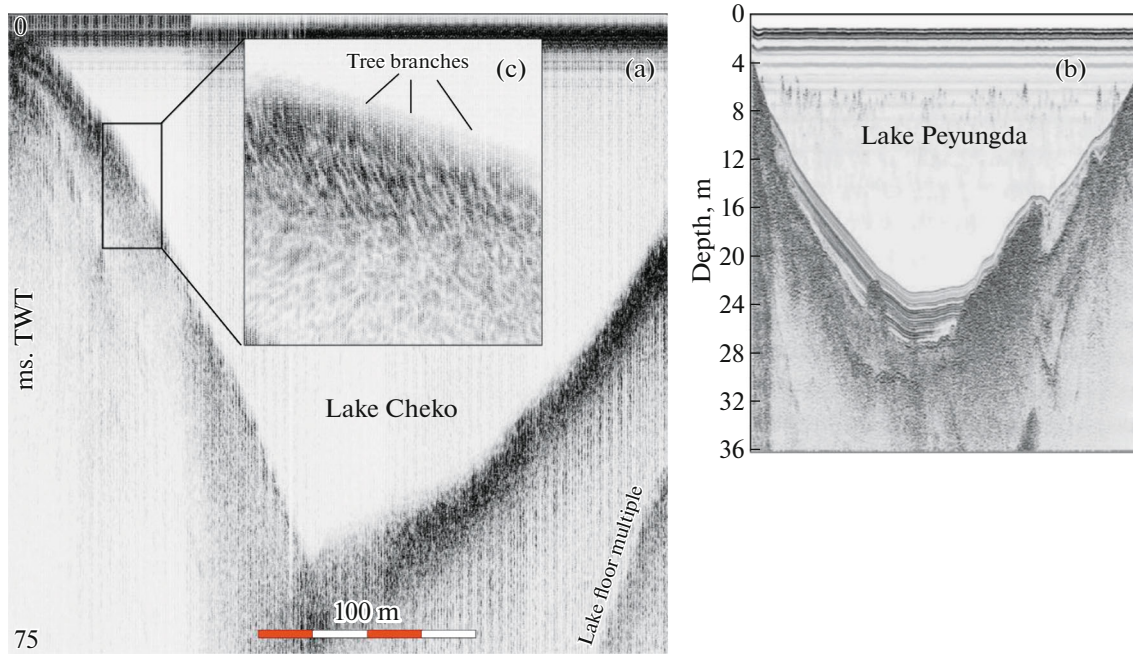 0
Tree branches
(c)
(a)
Lake Cheko
ms. TWT
100 m
Lake floor multiple
75
0
4
8
12
16
20
24
28
32
36
Depth, m
(b)
Lake Peyungda